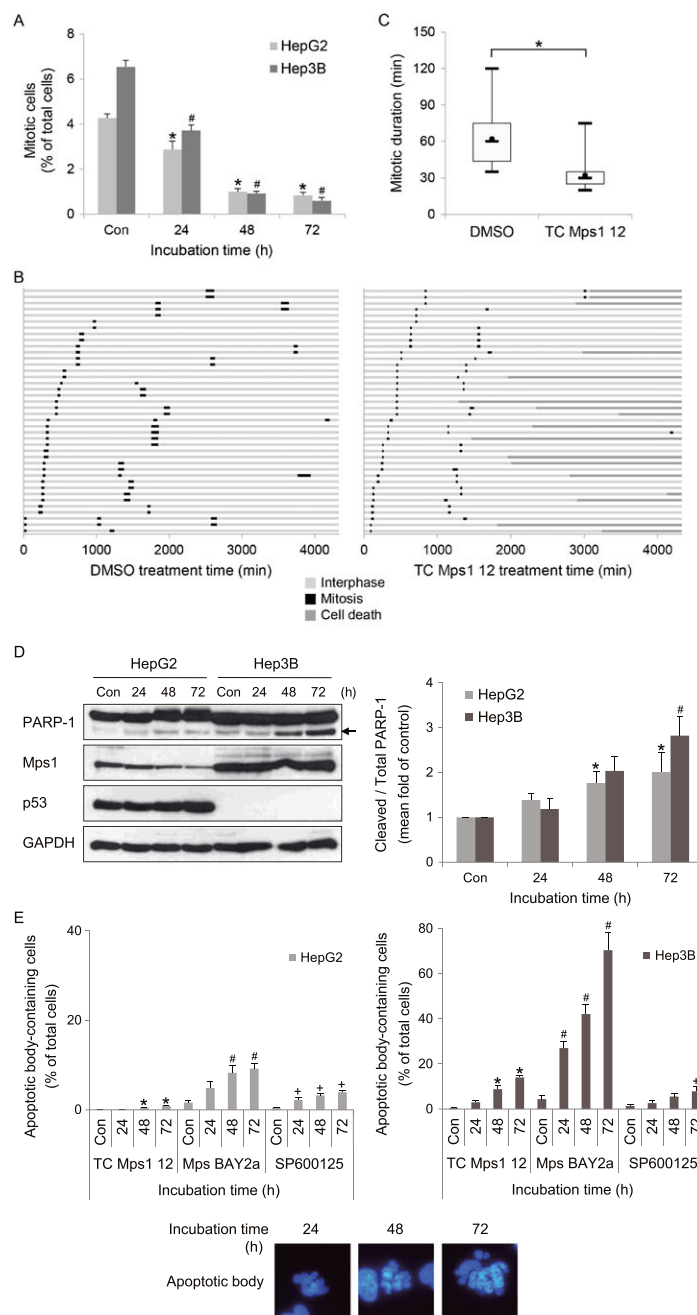 A
Mitotic cells
(% of total cells)
8
6
4
2
0
HepG2
Hep3B
*
#
*
#
*
#
Con
24
48
72
Incubation time (h)
C
Mitotic duration (min)
150
120
90
60
30
0
*
DMSO
TC Mps1 12
B
0
1000
2000
3000
4000
DMSO treatment time (min)
0
1000
2000
3000
4000
TC Mps1 12 treatment time (min)
Interphase
Mitosis
Cell death
D
HepG2
Hep3B
Con 24 48 72 Con 24 48 72 (h)
PARP-1
Mps1
p53
GAPDH
Cleaved / Total PARP-1
(mean fold of control)
4
3
2
1
0
HepG2
Hep3B
*
*
#
Con
24
48
72
Incubation time (h)
E
Apoptotic body-containing cells
(% of total cells)
40
20
0
HepG2
* * # # + + +
Con 24 48 72 Con 24 48 72 Con 24 48 72
TC Mps1 12
Mps BAY2a
SP600125
Incubation time (h)
Apoptotic body-containing cells
(% of total cells)
80
60
40
20
0
Hep3B
* * # # # +
Con 24 48 72 Con 24 48 72 Con 24 48 72
TC Mps1 12
Mps BAY2a
SP600125
Incubation time (h)
Incubation time
(h)
24
48
72
Apoptotic body